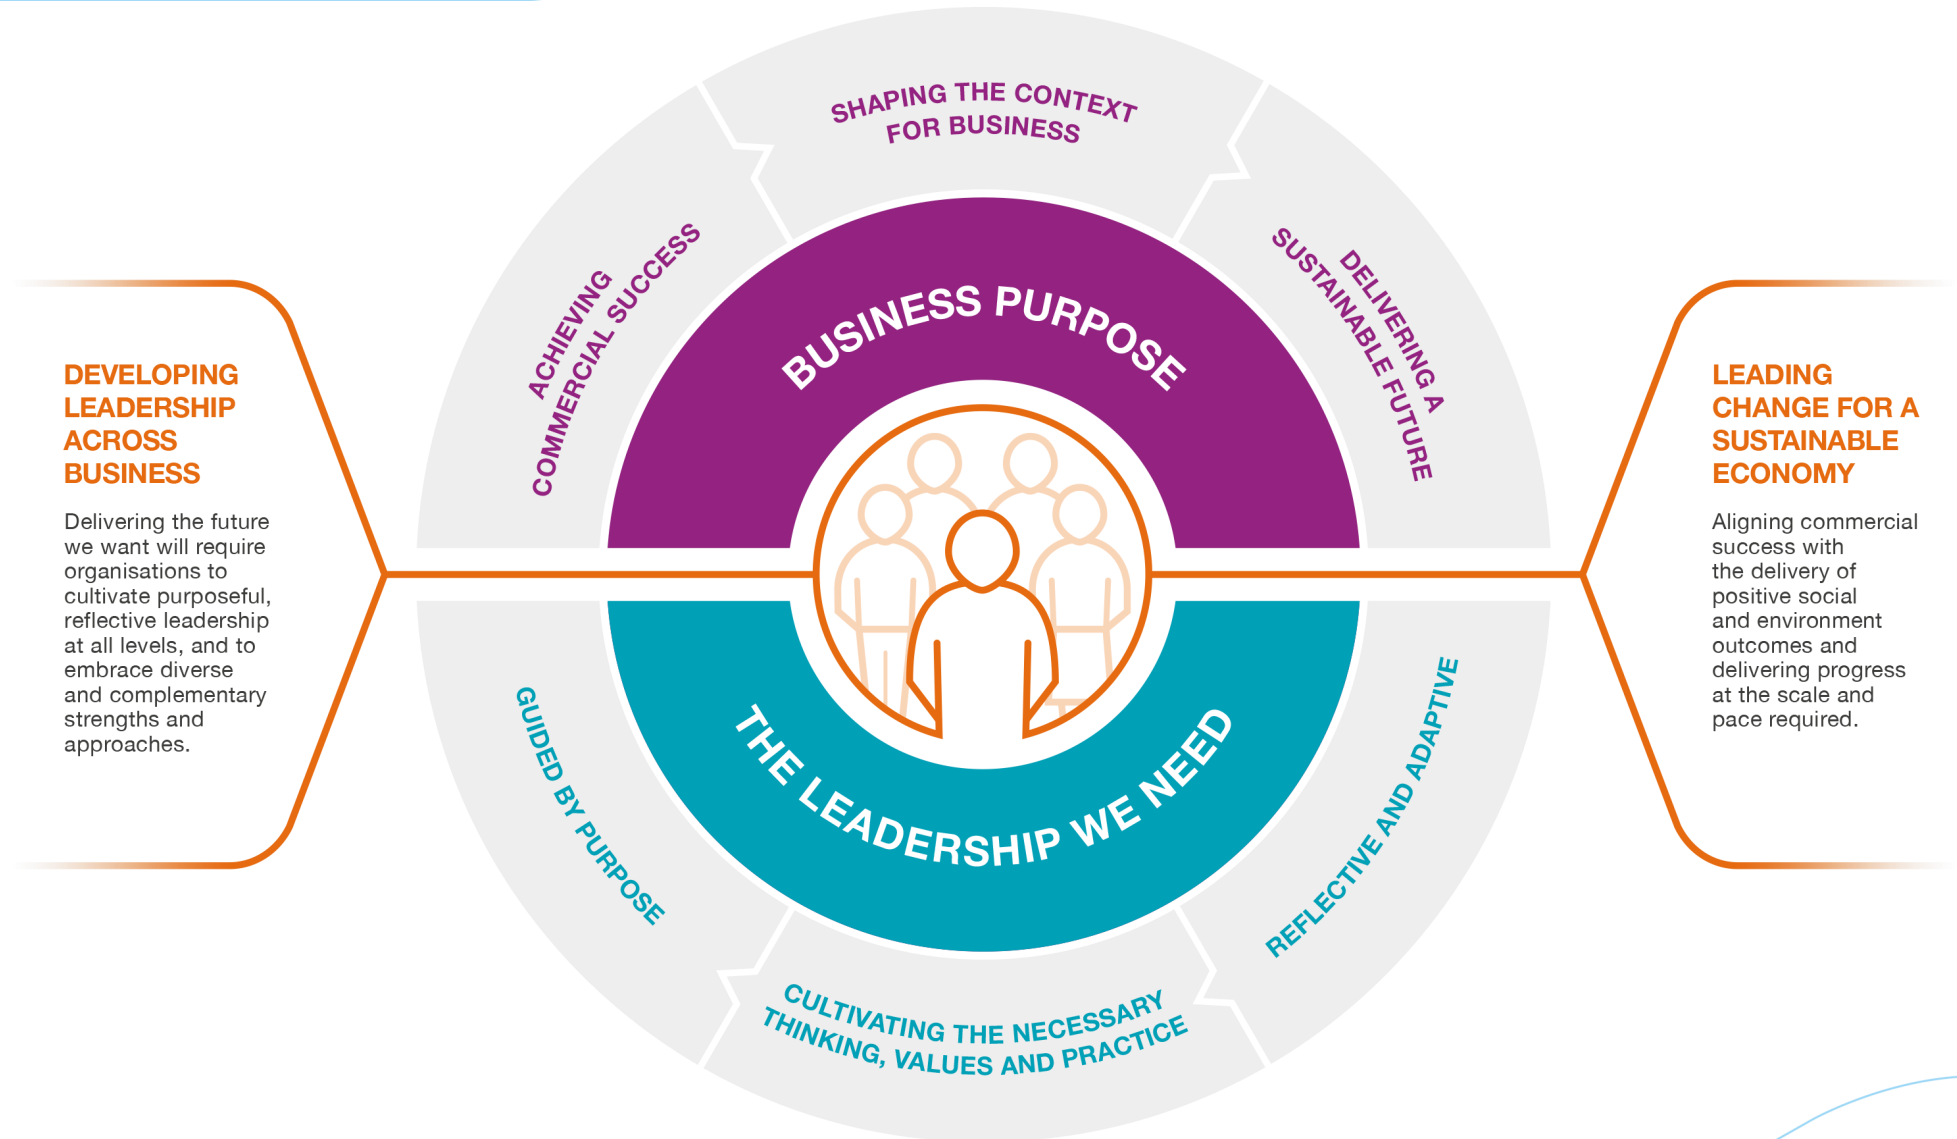 SHAPING THE CONTEXT
FOR BUSINESS
ACHIEVING
COMMERCIAL SUCCESS
DELIVERING A
SUSTAINABLE FUTURE
BUSINESS PURPOSE
DEVELOPING
LEADERSHIP
ACROSS
BUSINESS
Delivering the future
we want will require
organisations to
cultivate purposeful,
reflective leadership
at all levels, and to
embrace diverse
and complementary
strengths and
approaches.
LEADING
CHANGE FOR A
SUSTAINABLE
ECONOMY
Aligning commercial
success with
the delivery of
positive social
and environment
outcomes and
delivering progress
at the scale and
pace required.
THE LEADERSHIP WE NEED
GUIDED BY PURPOSE
CULTIVATING THE NECESSARY
THINKING, VALUES AND PRACTICE
REFLECTIVE AND ADAPTIVE